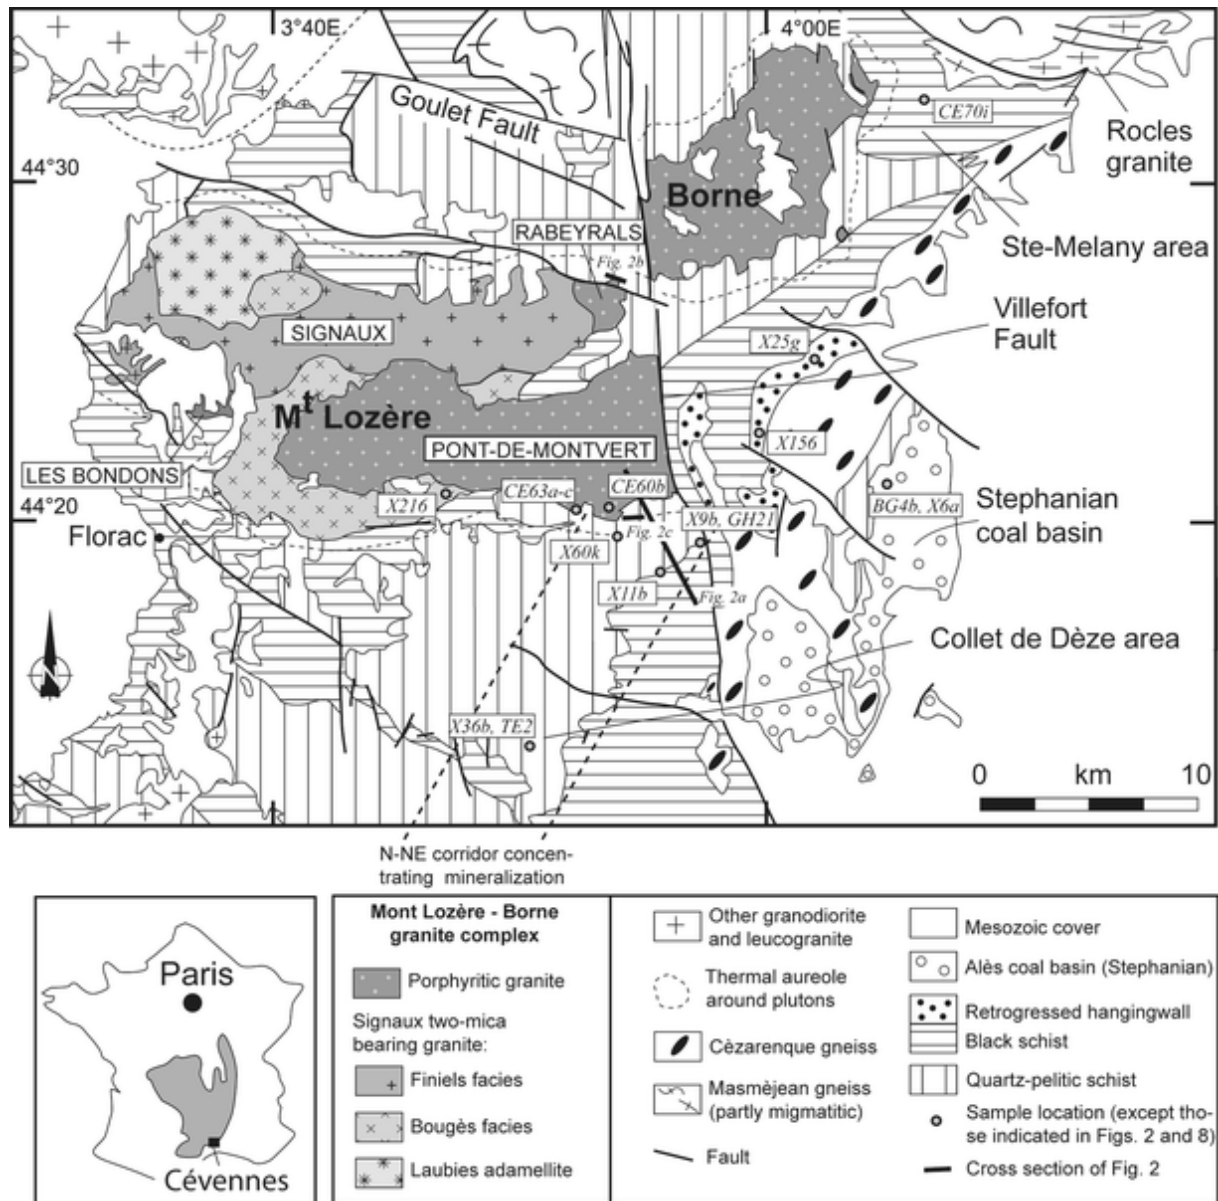 3°40E
4°00E
Goulet Fault
CE70i
Rocles
granite
44°30
Borne
RABEYRALS
Ste-Melany area
Fig. 2b
Villefort
Fault
SIGNAUX
X25g
Mt Lozère
X156
PONT-DE-MONTVERT
LES BONDONS
X216
CE63a-c
CE60b
BG4b, X6a
Stephanian
coal basin
44°20
X9b, GH21
Florac
Fig. 2c
X60k
X11b
Fig. 2a
Collet de Dèze area
N
X36b, TE2
0 km 10
N-NE corridor concen-
trating mineralization
Paris
Cévennes
Mont Lozère - Borne
granite complex
Porphyritic granite
Signaux two-mica
bearing granite:
Finiels facies
Bougès facies
Laubies adamellite
Other granodiorite
and leucogranite
Thermal aureole
around plutons
Cèzarenque gneiss
Masmèjean gneiss
(partly migmatitic)
Fault
Mesozoic cover
Alès coal basin (Stephanian)
Retrogressed hangingwall
Black schist
Quartz-pelitic schist
Sample location (except tho-
se indicated in Figs. 2 and 8)
Cross section of Fig. 2